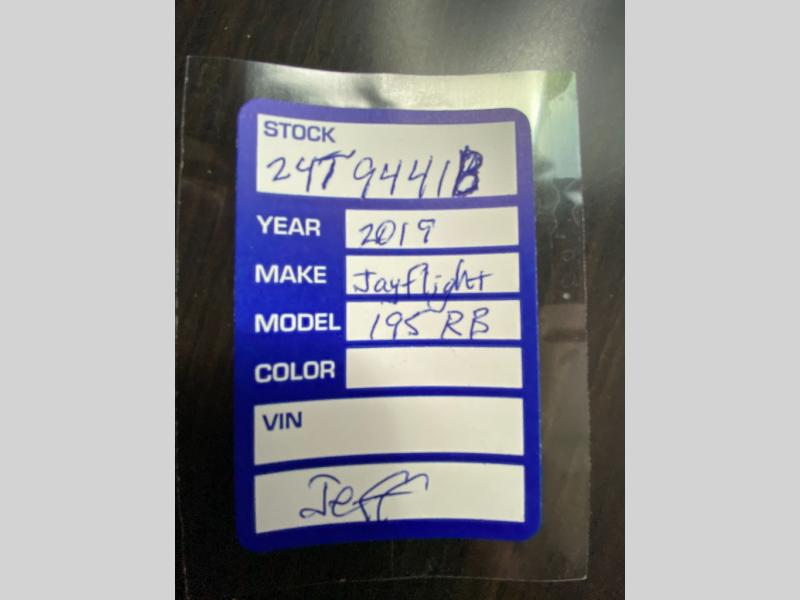 STOCK
24T9441B
YEAR 2019
MAKE Jayflight
MODEL 195 RB
COLOR
VIN
Jeff